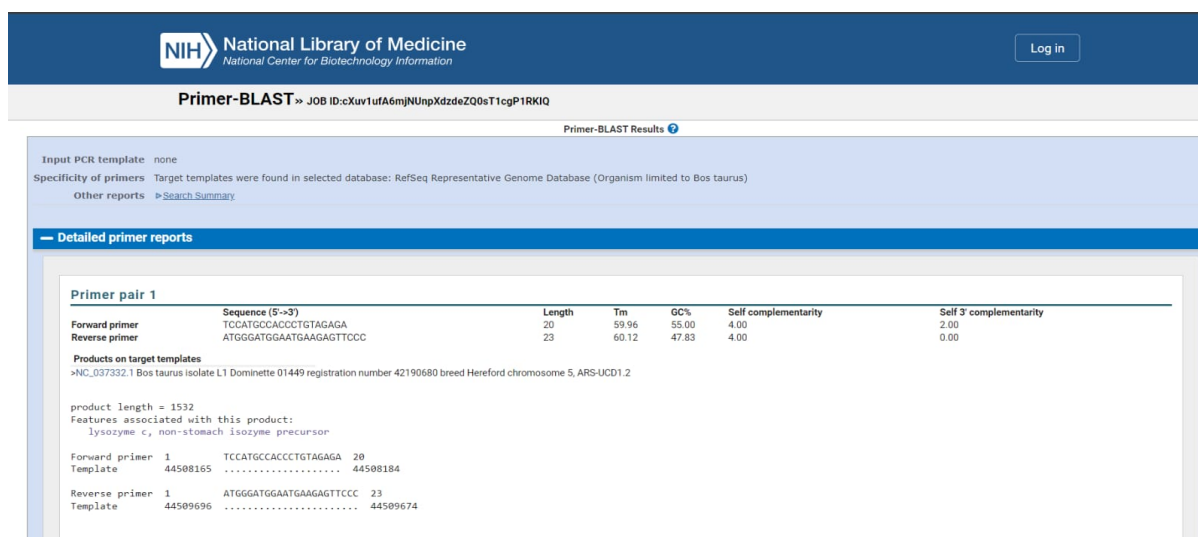 NIH National Library of Medicine
National Center for Biotechnology Information
Log in
Primer-BLAST» JOB ID:cXuv1ufA6mjNUnpXdzdeZQ0sT1cgP1RKIQ
Primer-BLAST Results
Input PCR template none
Specificity of primers Target templates were found in selected database: RefSeq Representative Genome Database (Organism limited to Bos taurus)
Other reports Search Summary
Detailed primer reports
Primer pair 1
Sequence (5'->3') Length Tm GC% Self complementarity Self 3' complementarity
Forward primer TCCATGCCACCCTGTAGAGA 20 59.96 55.00 4.00 2.00
Reverse primer ATGGGATGGAATGAAGAGTTCCC 23 60.12 47.83 4.00 0.00
Products on target templates
>NC_037332.1 Bos taurus isolate L1 Dominette 01449 registration number 42190680 breed Hereford chromosome 5, ARS-UCD1.2
product length = 1532
Features associated with this product:
lysozyme c, non-stomach isozyme precursor
Forward primer 1 TCCATGCCACCCTGTAGAGA 20
Template 44508165 .................... 44508184
Reverse primer 1 ATGGGATGGAATGAAGAGTTCCC 23
Template 44509696 ....................... 44509674